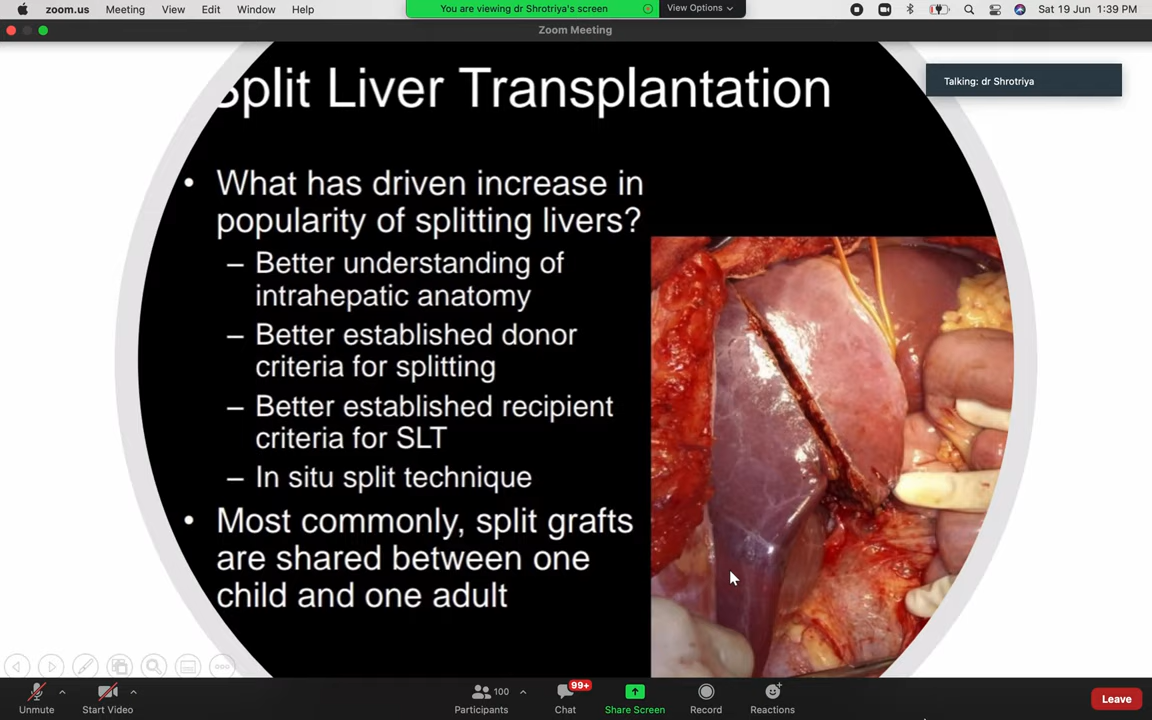 zoom.us Meeting View Edit Window Help
You are viewing dr Shrotriya's screen
View Options
Sat 19 Jun 1:39 PM
Zoom Meeting
Talking: dr Shrotriya
Split Liver Transplantation
• What has driven increase in
popularity of splitting livers?
– Better understanding of
intrahepatic anatomy
– Better established donor
criteria for splitting
– Better established recipient
criteria for SLT
– In situ split technique
• Most commonly, split grafts
are shared between one
child and one adult
Unmute
Start Video
100
Participants
99+
Chat
Share Screen
Record
Reactions
Leave